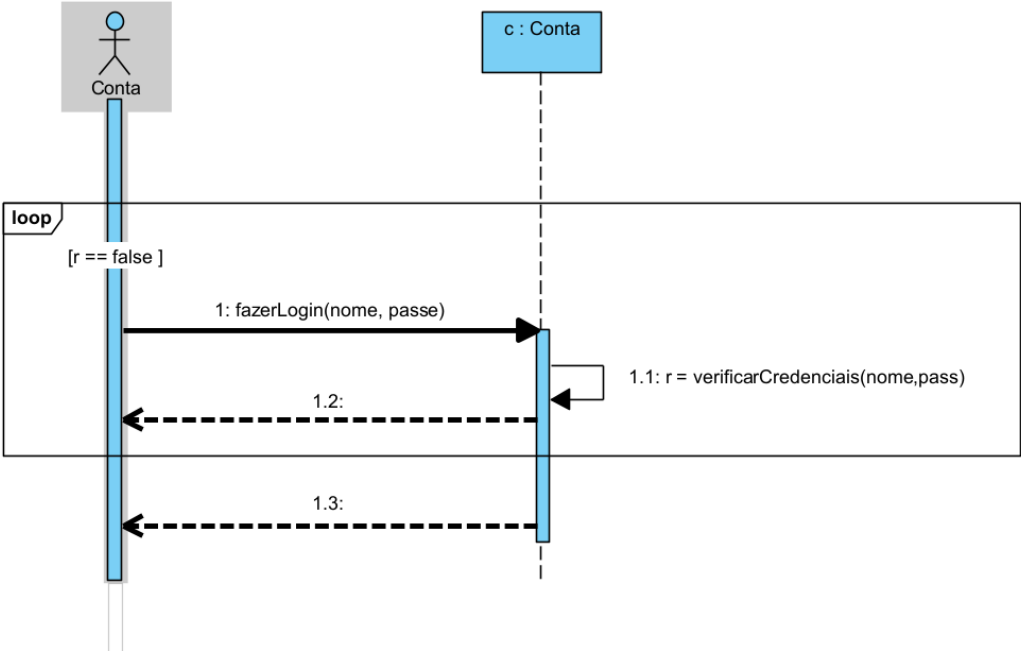 Conta
c : Conta
loop
[r == false ]
1: fazerLogin(nome, passe)
1.1: r = verificarCredenciais(nome,pass)
1.2:
1.3: